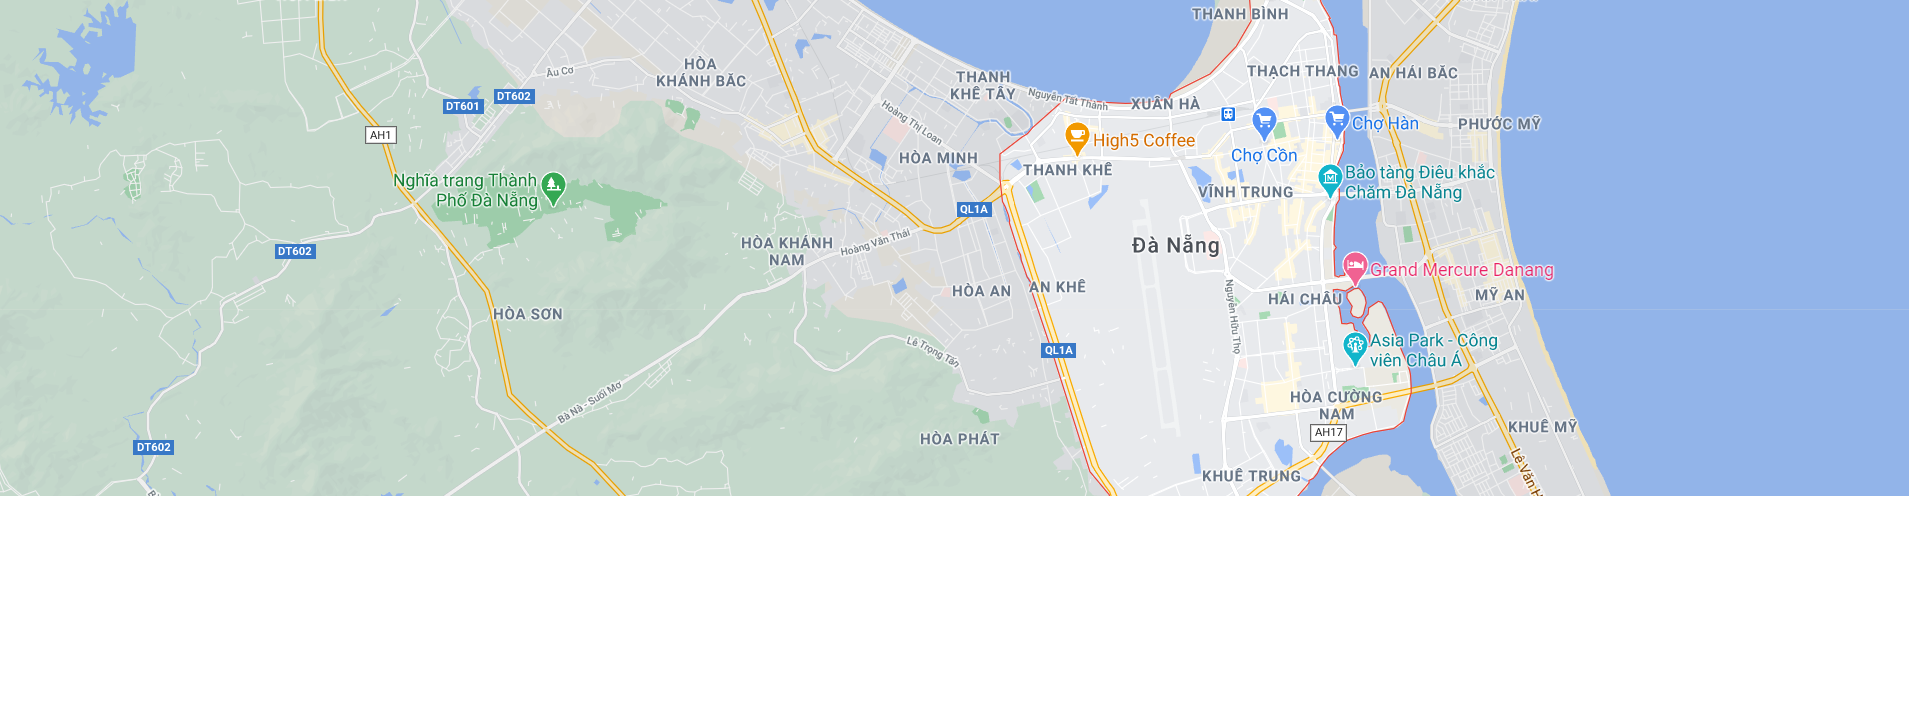 THANH BÌNH
HÒA
KHÁNH BẮC
Âu Cơ
THANH
KHÊ TÂY
THẠCH THANG
AN HẢI BẮC
DT602
DT601
Nguyễn Tất Thành
XUÂN HÀ
Hoàng Thị Loan
AH1
High5 Coffee
Chợ Hàn
PHƯỚC MỸ
Chợ Cồn
HÒA MINH
THANH KHÊ
Bảo tàng Điêu khắc
Chăm Đà Nẵng
Nghĩa trang Thành
Phố Đà Nẵng
VĨNH TRUNG
QL1A
HÒA KHÁNH
NAM
Hoàng Văn Thái
Đà Nẵng
DT602
Grand Mercure Danang
HÒA AN
AN KHÊ
HẢI CHÂU
MỸ AN
HÒA SƠN
Nguyễn Hữu Thọ
Lê Trọng Tấn
QL1A
Asia Park - Công
viên Châu Á
Bà Nà - Suối Mơ
HÒA CƯỜNG
NAM
AH17
KHUÊ MỸ
HÒA PHÁT
DT602
KHUÊ TRUNG
Lê Văn H